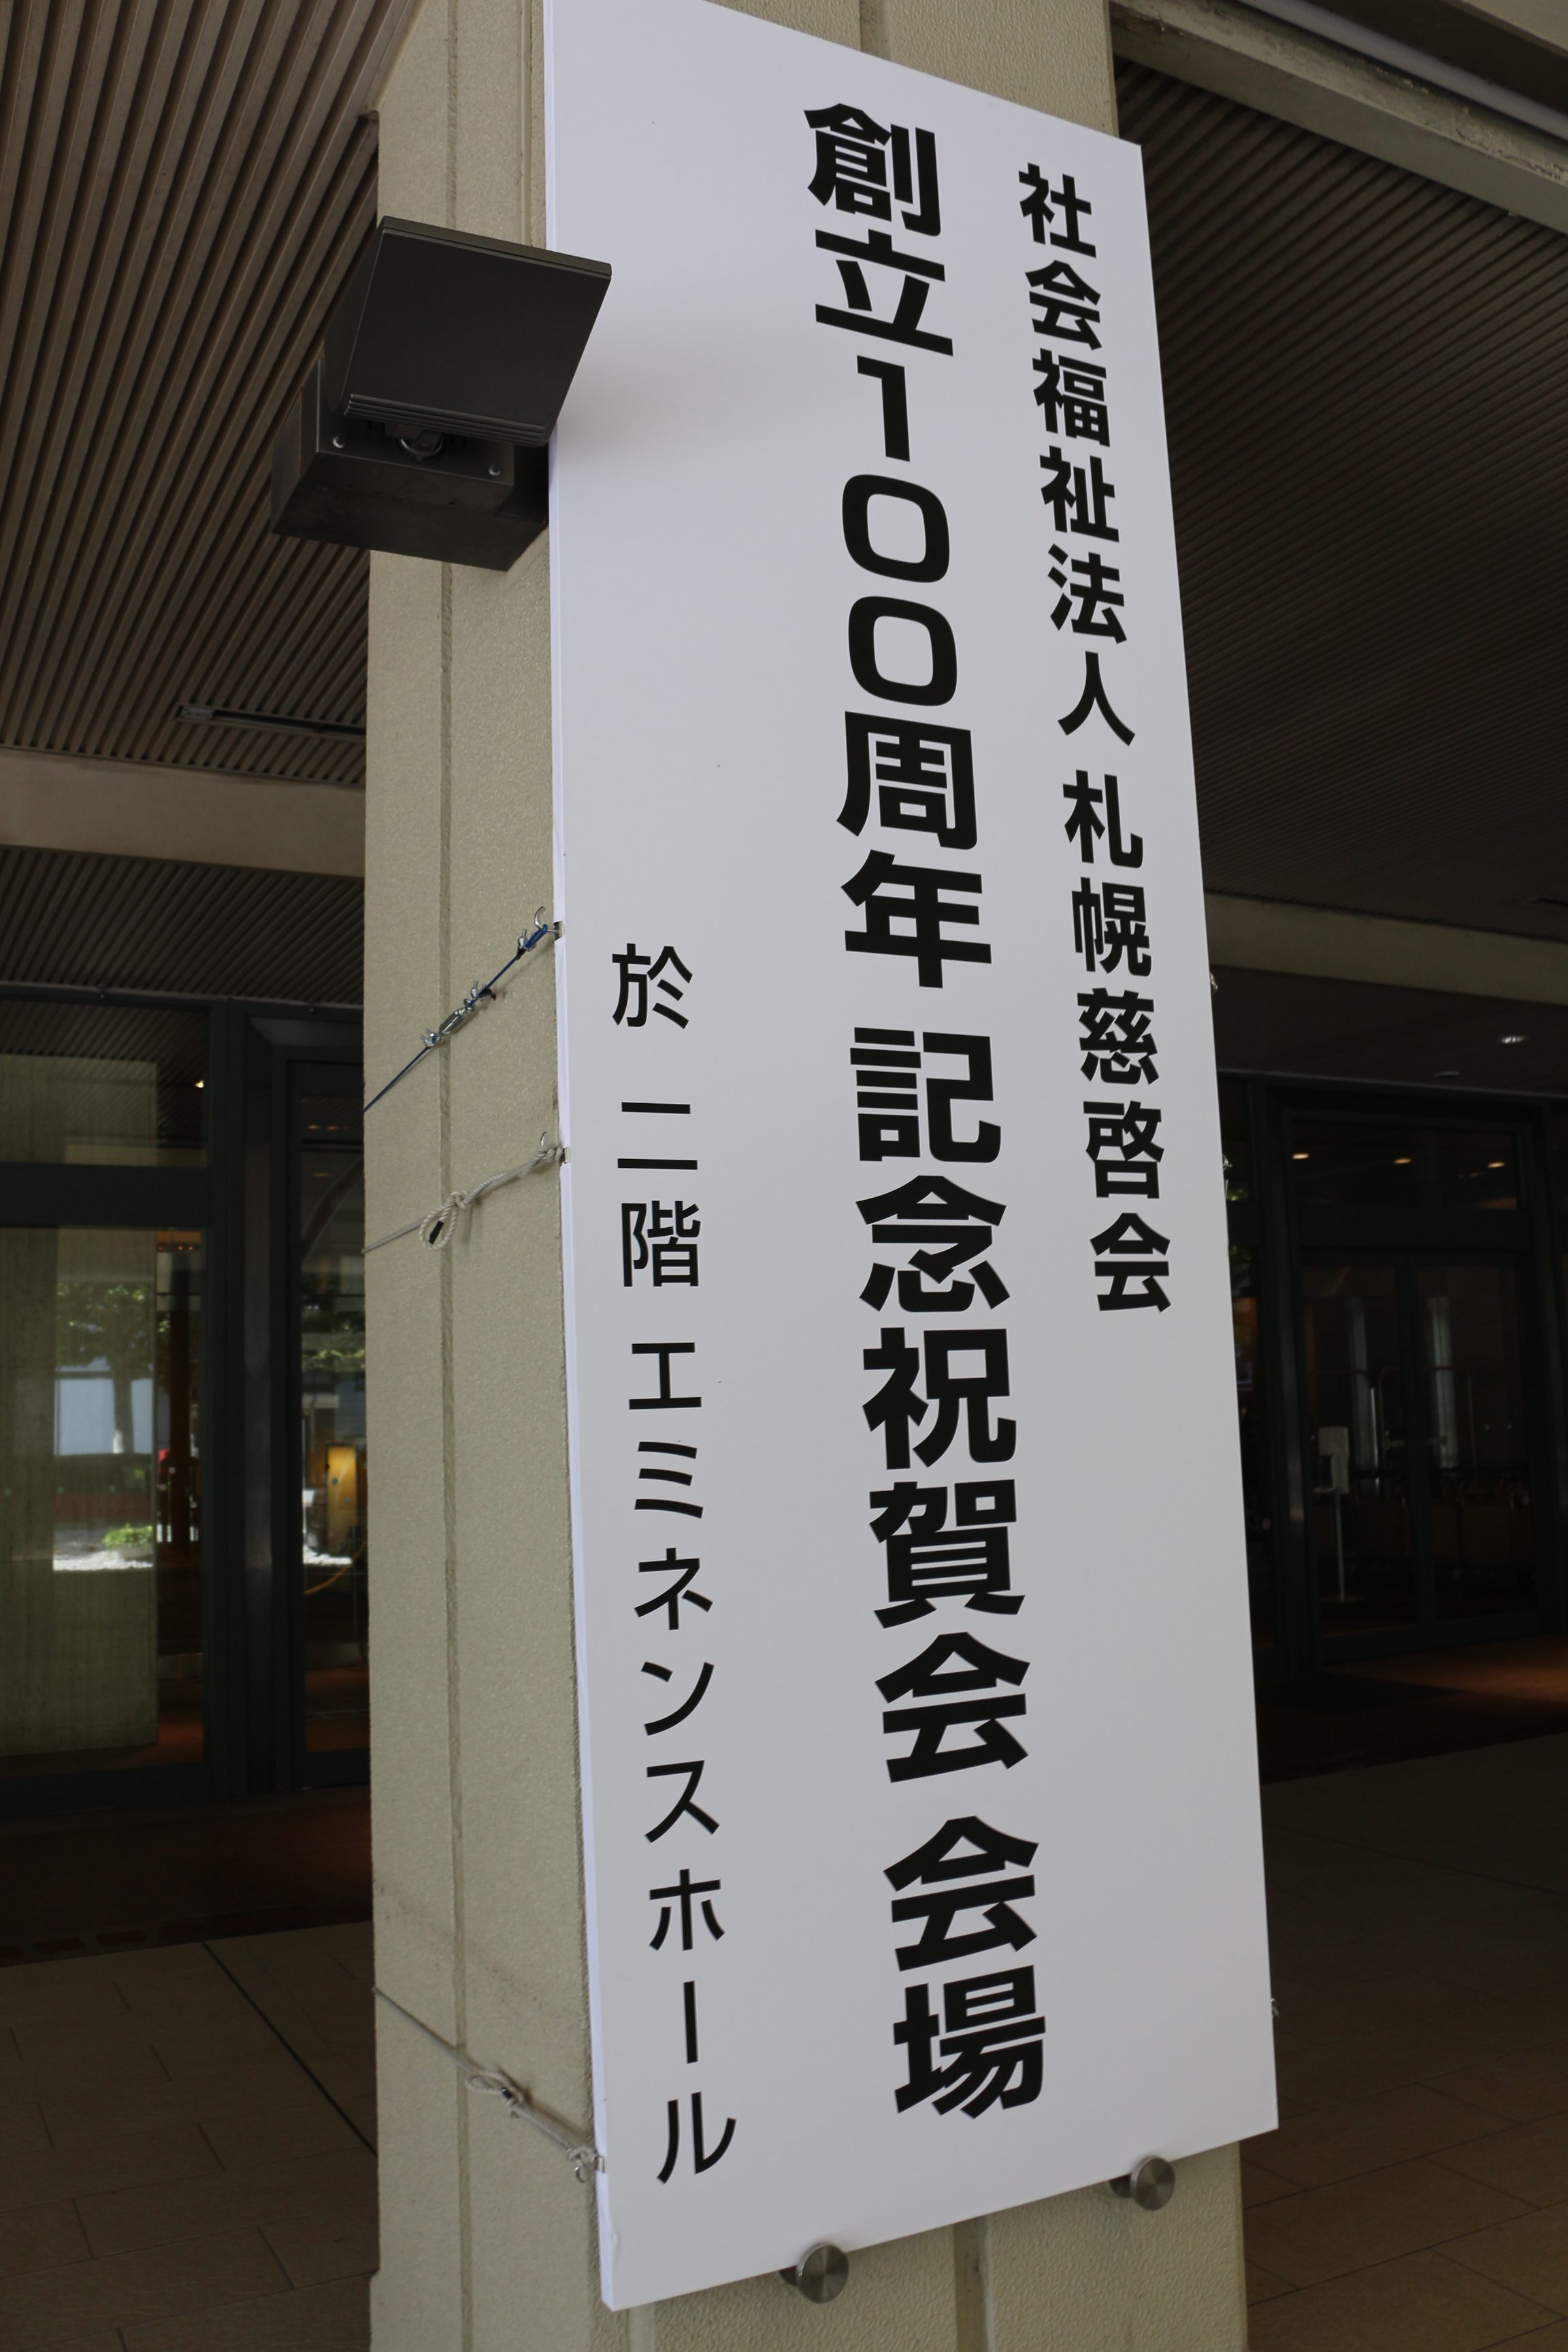 社会福祉法人 札幌慈啓会
創立100周年 記念祝賀会 会場
於 二階 エミネンスホール